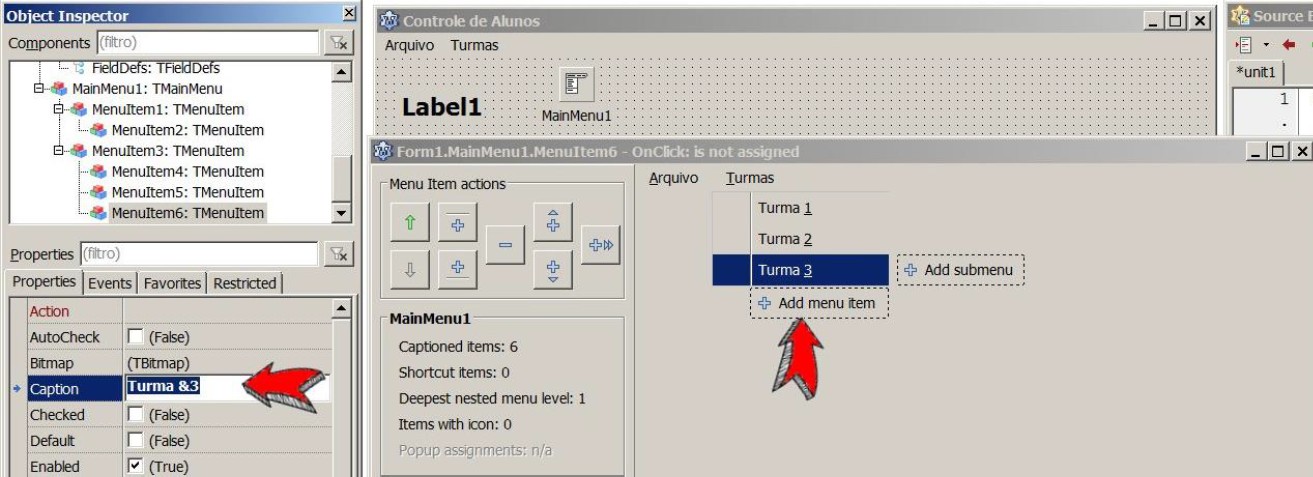 Object Inspector
Components (filtro)
FieldDefs: TFieldDefs
MainMenu1: TMainMenu
MenuItem1: TMenuItem
MenuItem2: TMenuItem
MenuItem3: TMenuItem
MenuItem4: TMenuItem
MenuItem5: TMenuItem
MenuItem6: TMenuItem
Properties (filtro)
Properties Events Favorites Restricted
Action
AutoCheck (False)
Bitmap (TBitmap)
Caption Turma &3
Checked (False)
Default (False)
Enabled (True)
Controle de Alunos
Arquivo Turmas
Label1
MainMenu1
Source E
*unit1
1
.
Form1.MainMenu1.MenuItem6 - OnClick: is not assigned
Menu Item actions
MainMenu1
Captioned items: 6
Shortcut items: 0
Deepest nested menu level: 1
Items with icon: 0
Popup assignments: n/a
Arquivo Turmas
Turma 1
Turma 2
Turma 3 Add submenu
Add menu item